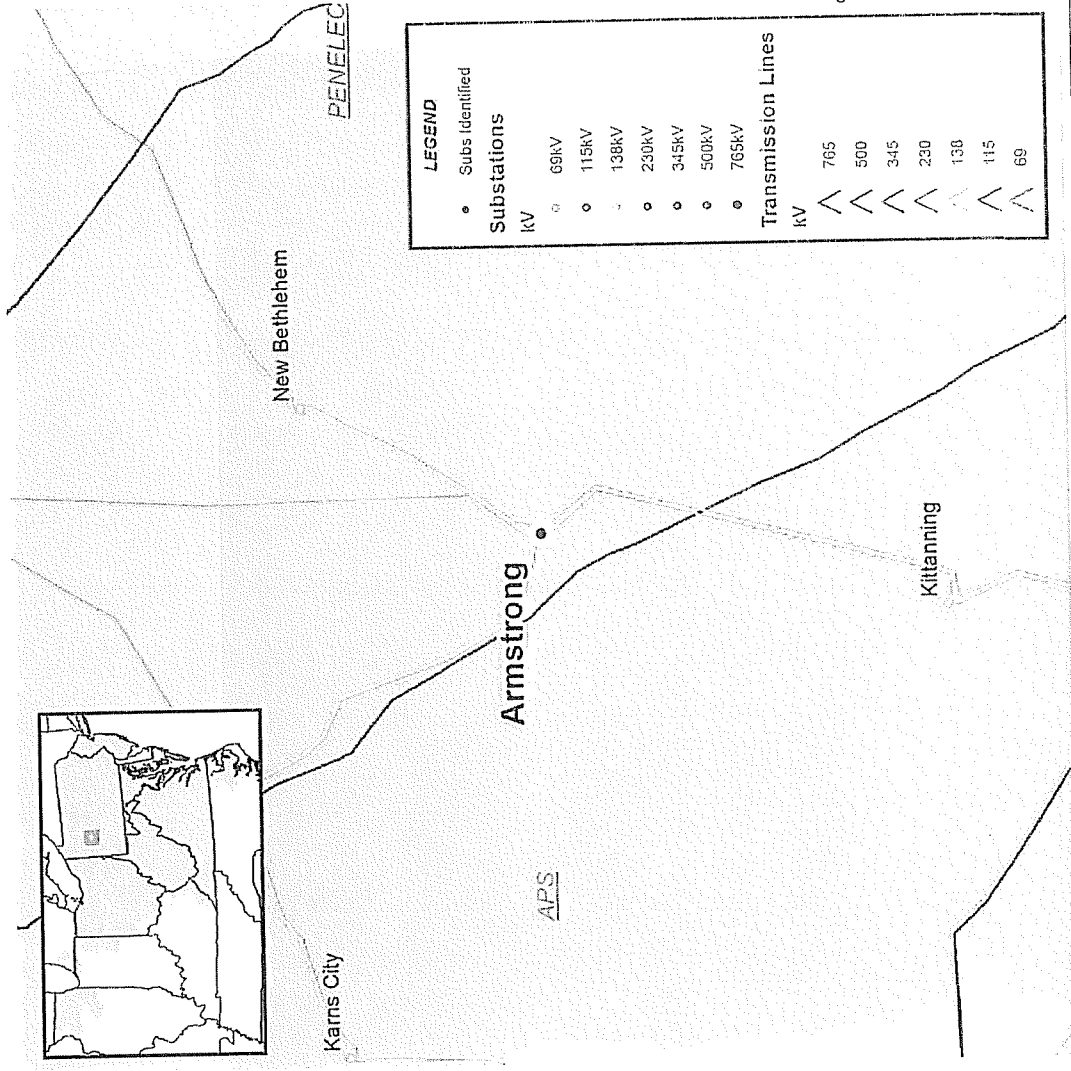 PENELEC
New Bethlehem
Armstrong
Kittanning
APS
Karns City
LEGEND
Subs Identified
Substations
kV
69kV
115kV
138kV
230kV
345kV
500kV
765kV
Transmission Lines
kV
765
500
345
230
138
115
69